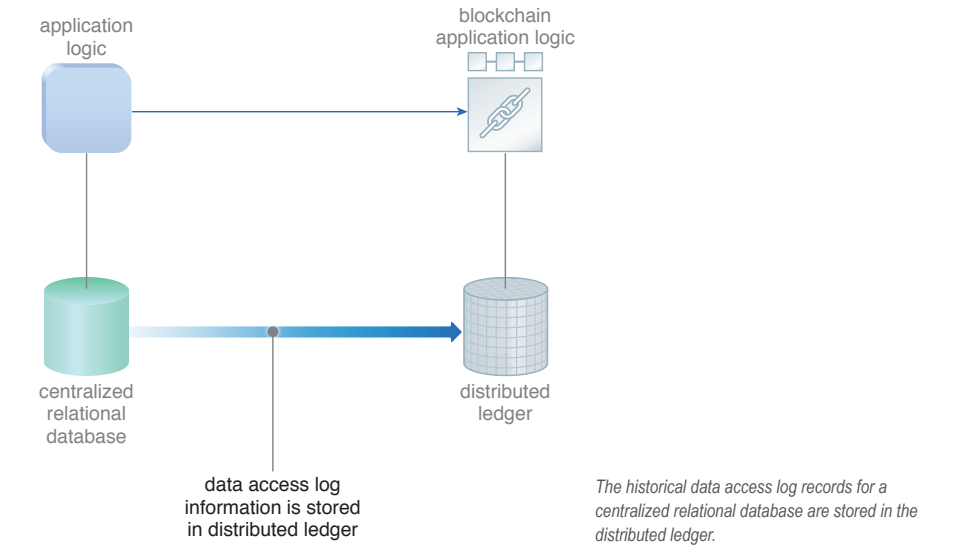 application
logic
blockchain
application logic
centralized
relational
database
distributed
ledger
data access log
information is stored
in distributed ledger
The historical data access log records for a
centralized relational database are stored in the
distributed ledger.